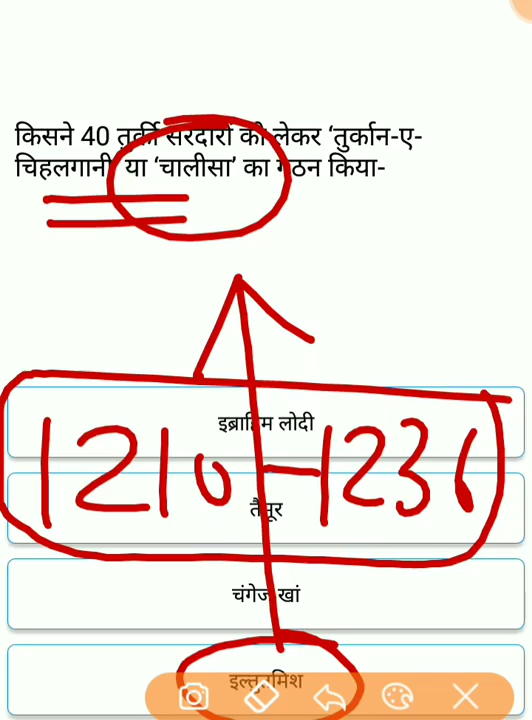 किसने 40 तुर्की सरदारों को लेकर ‘तुर्कान-ए-
चिहलगानी’ या ‘चालीसा’ का गठन किया-
इब्राहिम लोदी
1210-1236
तैमूर
चंगेज खां
इल्तुतमिश